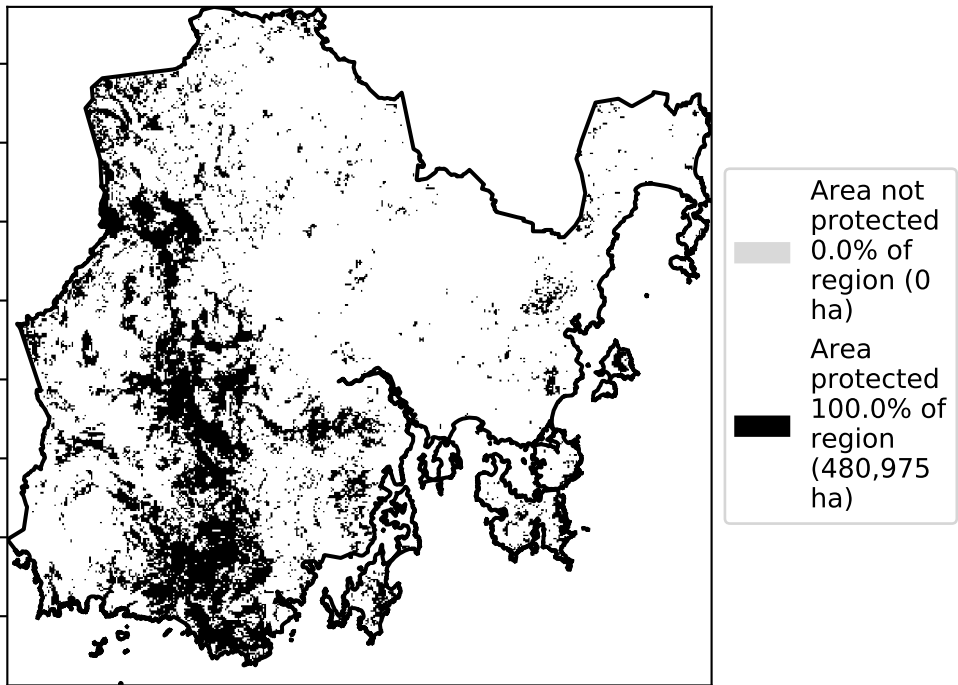 Area not
protected
0.0% of
region (0
ha)
Area
protected
100.0% of
region
(480,975
ha)